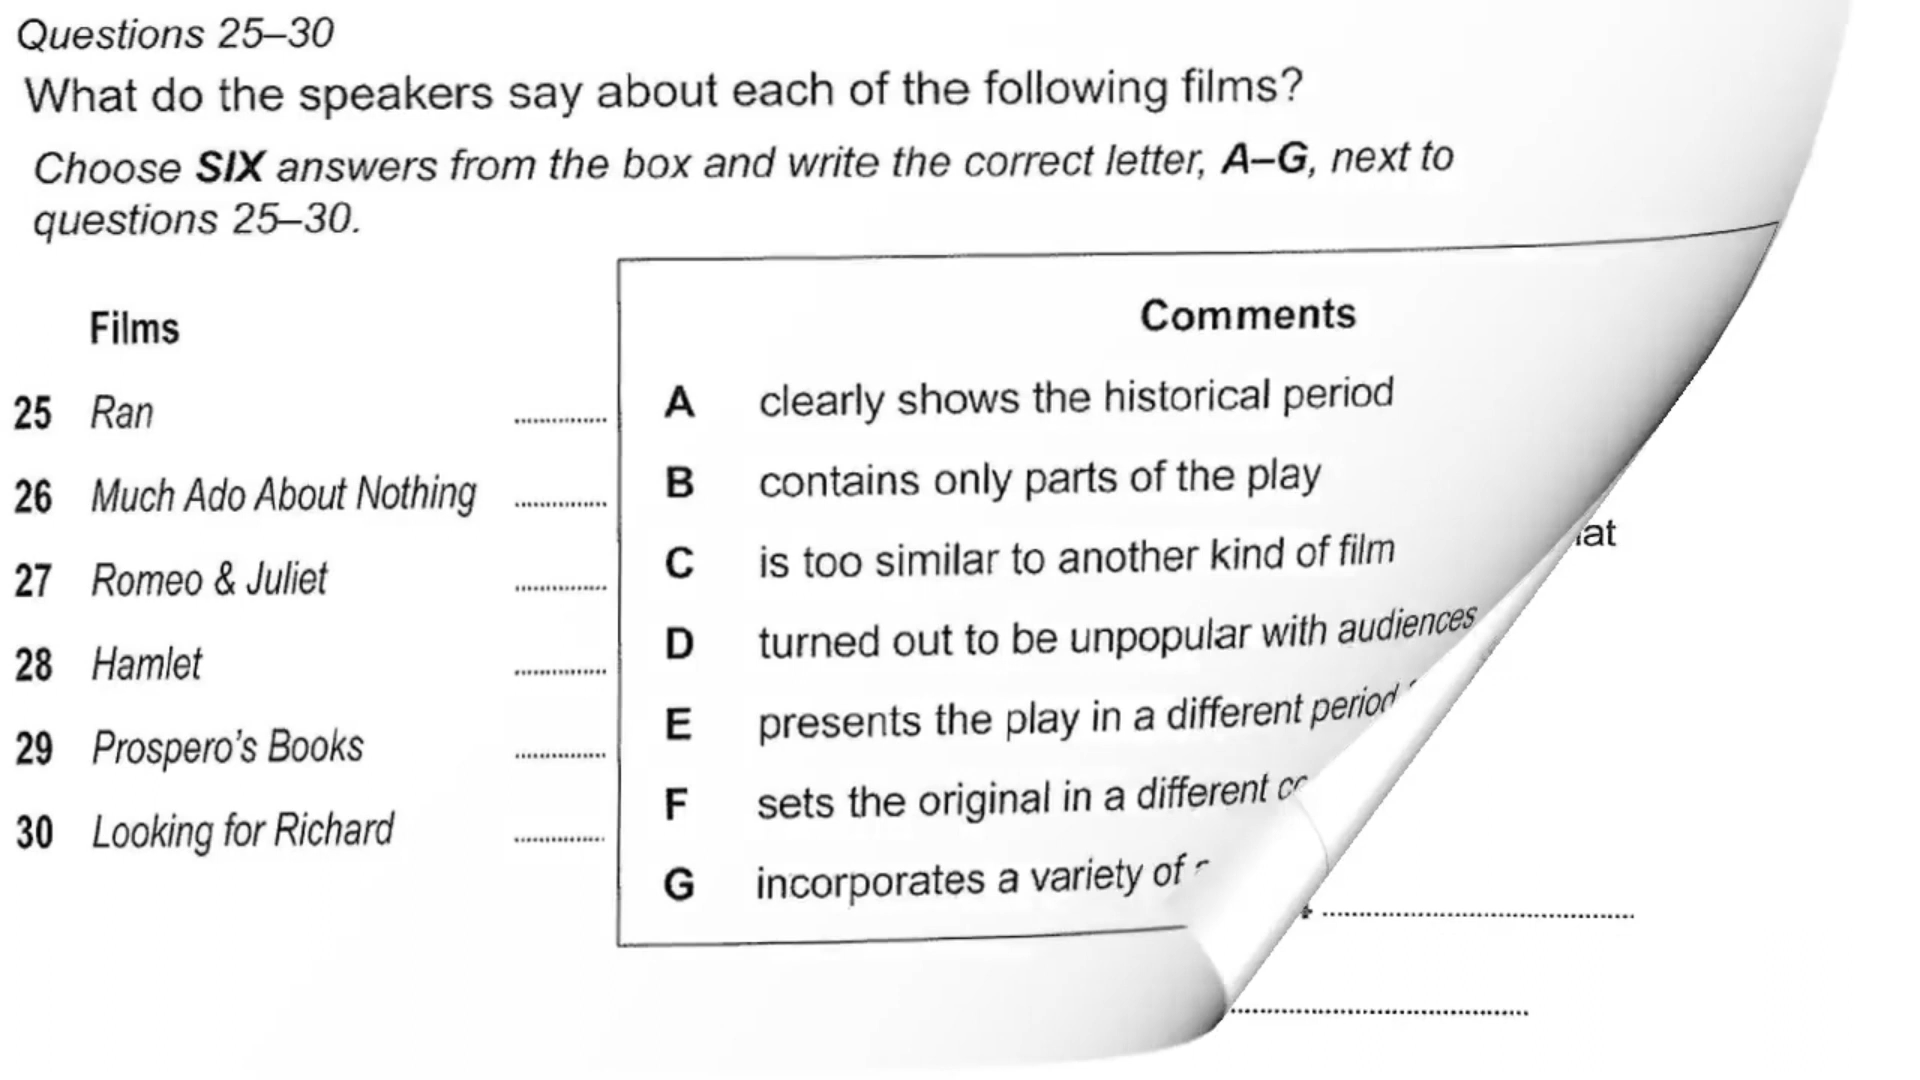 Questions 25–30
What do the speakers say about each of the following films?
Choose SIX answers from the box and write the correct letter, A–G, next to
questions 25–30.
Films
25 Ran ..............
26 Much Ado About Nothing ..............
27 Romeo & Juliet ..............
28 Hamlet ..............
29 Prospero's Books ..............
30 Looking for Richard ..............
Comments
A clearly shows the historical period
B contains only parts of the play
C is too similar to another kind of film
D turned out to be unpopular with audiences
E presents the play in a different period
F sets the original in a different
G incorporates a variety of